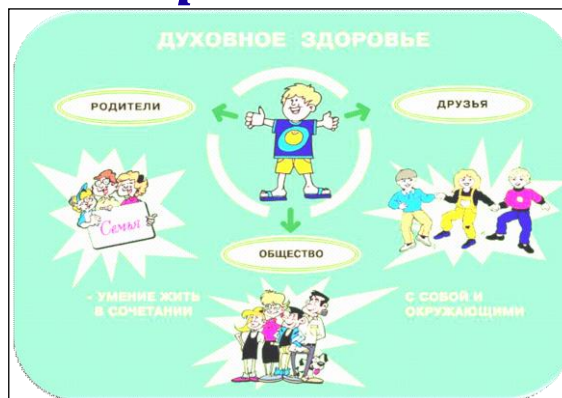 ДУХОВНОЕ ЗДОРОВЬЕ
РОДИТЕЛИ
ДРУЗЬЯ
Семья
ОБЩЕСТВО
– УМЕНИЕ ЖИТЬ
В СОЧЕТАНИИ
С СОБОЙ И
ОКРУЖАЮЩИМИ